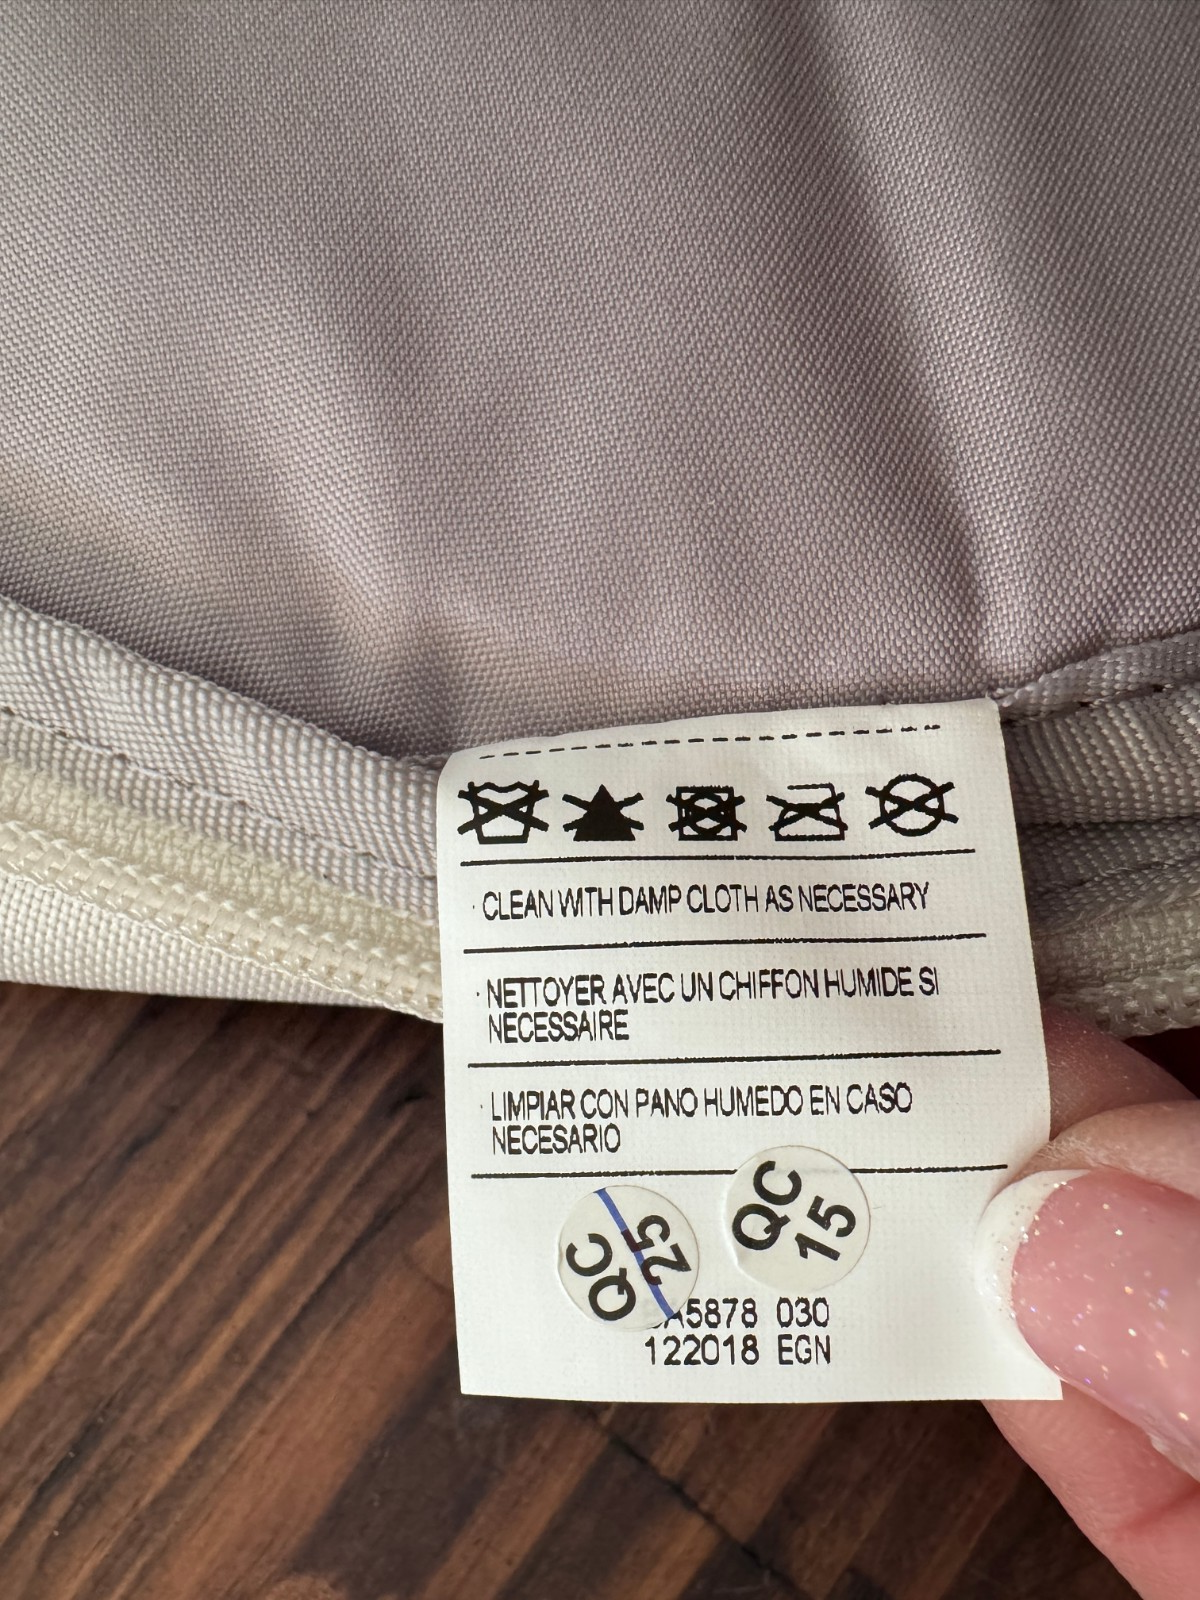 · CLEAN WITH DAMP CLOTH AS NECESSARY
· NETTOYER AVEC UN CHIFFON HUMIDE SI
NECESSAIRE
· LIMPIAR CON PANO HUMEDO EN CASO
NECESARIO
QC
25
QC
15
030
122018 EGN